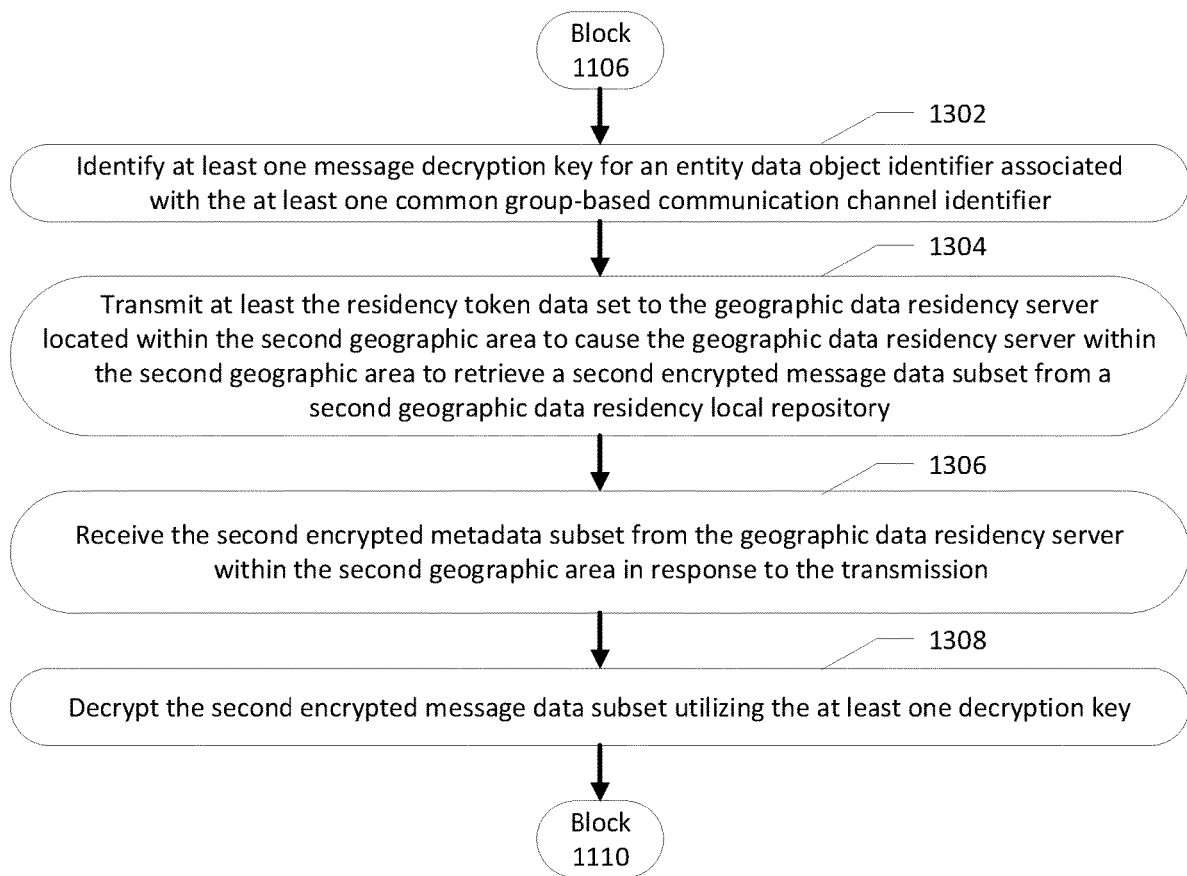 Block
1106
1302
Identify at least one message decryption key for an entity data object identifier associated
with the at least one common group-based communication channel identifier
1304
Transmit at least the residency token data set to the geographic data residency server
located within the second geographic area to cause the geographic data residency server within
the second geographic area to retrieve a second encrypted message data subset from a
second geographic data residency local repository
1306
Receive the second encrypted metadata subset from the geographic data residency server
within the second geographic area in response to the transmission
1308
Decrypt the second encrypted message data subset utilizing the at least one decryption key
Block
1110